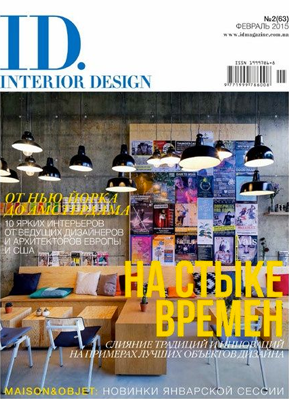 ID.
INTERIOR DESIGN
№2(63)
ФЕВРАЛЬ 2015
www.idmagazine.com.ua
ОТ НЬЮ-ЙОРКА
ДО АМСТЕРДАМА
10 ЯРКИХ ИНТЕРЬЕРОВ
ОТ ВЕДУЩИХ ДИЗАЙНЕРОВ
И АРХИТЕКТОРОВ ЕВРОПЫ
И США
НА СТЫКЕ
ВРЕМЕН
СЛИЯНИЕ ТРАДИЦИЙ И ИННОВАЦИЙ
НА ПРИМЕРАХ ЛУЧШИХ ОБЪЕКТОВ ДИЗАЙНА
MAISON&OBJET: НОВИНКИ ЯНВАРСКОЙ СЕССИИ